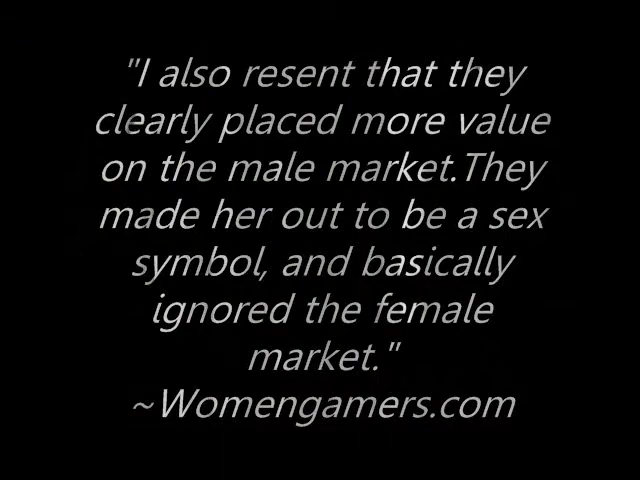 "I also resent that they
clearly placed more value
on the male market.They
made her out to be a sex
symbol, and basically
ignored the female
market."
~Womengamers.com